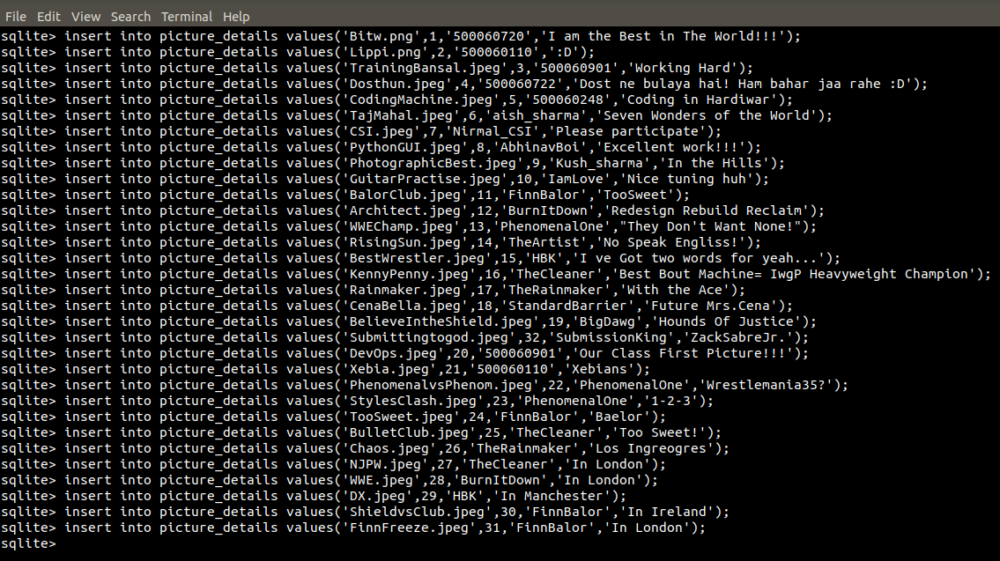 File Edit View Search Terminal Help
sqlite> insert into picture_details values('Bitw.png',1,'500060720','I am the Best in The World!!!');
sqlite> insert into picture_details values('Lippi.png',2,'500060110',':D');
sqlite> insert into picture_details values('TrainingBansal.jpeg',3,'500060901','Working Hard');
sqlite> insert into picture_details values('Dosthun.jpeg',4,'500060722','Dost ne bulaya hai! Ham bahar jaa rahe :D');
sqlite> insert into picture_details values('CodingMachine.jpeg',5,'500060248','Coding in Hardiwar');
sqlite> insert into picture_details values('TajMahal.jpeg',6,'aish_sharma','Seven Wonders of the World');
sqlite> insert into picture_details values('CSI.jpeg',7,'Nirmal_CSI','Please participate');
sqlite> insert into picture_details values('PythonGUI.jpeg',8,'AbhinavBoi','Excellent work!!!');
sqlite> insert into picture_details values('PhotographicBest.jpeg',9,'Kush_sharma','In the Hills');
sqlite> insert into picture_details values('GuitarPractise.jpeg',10,'IamLove','Nice tuning huh');
sqlite> insert into picture_details values('BalorClub.jpeg',11,'FinnBalor','TooSweet');
sqlite> insert into picture_details values('Architect.jpeg',12,'BurnItDown','Redesign Rebuild Reclaim');
sqlite> insert into picture_details values('WWEChamp.jpeg',13,'PhenomenalOne',"They Don't Want None!");
sqlite> insert into picture_details values('RisingSun.jpeg',14,'TheArtist','No Speak Engliss!');
sqlite> insert into picture_details values('BestWrestler.jpeg',15,'HBK','I ve Got two words for yeah...');
sqlite> insert into picture_details values('KennyPenny.jpeg',16,'TheCleaner','Best Bout Machine= IwgP Heavyweight Champion');
sqlite> insert into picture_details values('Rainmaker.jpeg',17,'TheRainmaker','With the Ace');
sqlite> insert into picture_details values('CenaBella.jpeg',18,'StandardBarrier','Future Mrs.Cena');
sqlite> insert into picture_details values('BelieveIntheShield.jpeg',19,'BigDawg','Hounds Of Justice');
sqlite> insert into picture_details values('Submittingtogod.jpeg',32,'SubmissionKing','ZackSabreJr.');
sqlite> insert into picture_details values('DevOps.jpeg',20,'500060901','Our Class First Picture!!!');
sqlite> insert into picture_details values('Xebia.jpeg',21,'500060110','Xebians');
sqlite> insert into picture_details values('PhenomenalvsPhenom.jpeg',22,'PhenomenalOne','Wrestlemania35?');
sqlite> insert into picture_details values('StylesClash.jpeg',23,'PhenomenalOne','1-2-3');
sqlite> insert into picture_details values('TooSweet.jpeg',24,'FinnBalor','Baelor');
sqlite> insert into picture_details values('BulletClub.jpeg',25,'TheCleaner','Too Sweet!');
sqlite> insert into picture_details values('Chaos.jpeg',26,'TheRainmaker','Los Ingreogres');
sqlite> insert into picture_details values('NJPW.jpeg',27,'TheCleaner','In London');
sqlite> insert into picture_details values('WWE.jpeg',28,'BurnItDown','In London');
sqlite> insert into picture_details values('DX.jpeg',29,'HBK','In Manchester');
sqlite> insert into picture_details values('ShieldvsClub.jpeg',30,'FinnBalor','In Ireland');
sqlite> insert into picture_details values('FinnFreeze.jpeg',31,'FinnBalor','In London');
sqlite>